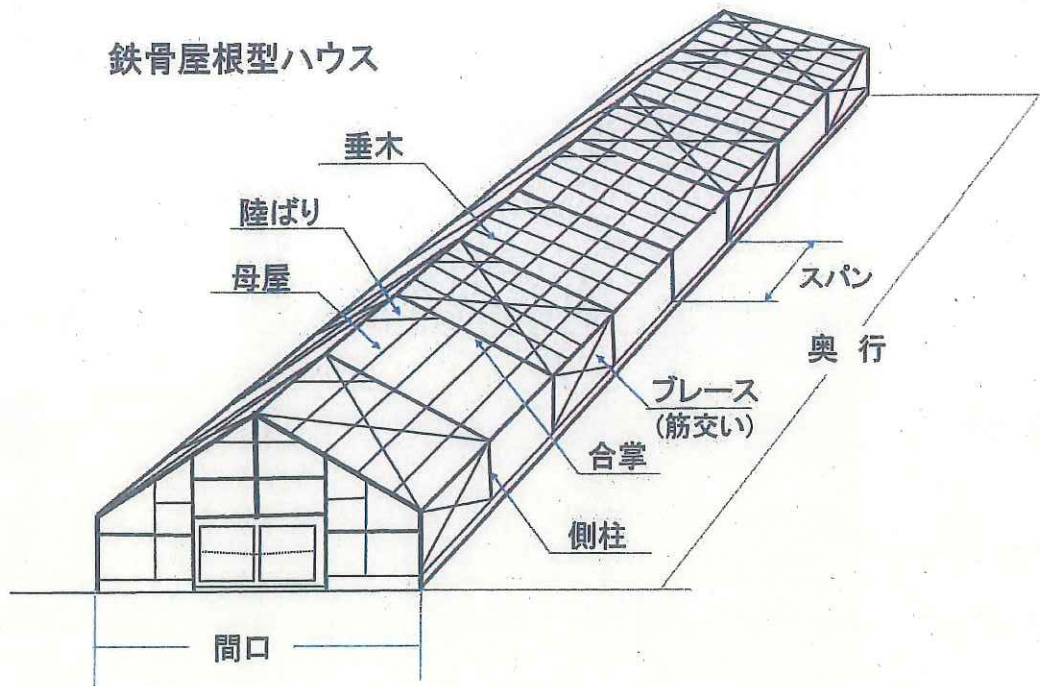 鉄骨屋根型ハウス
垂木
陸ばり
母屋
スパン
奥行
ブレース
(筋交い)
合掌
側柱
間口